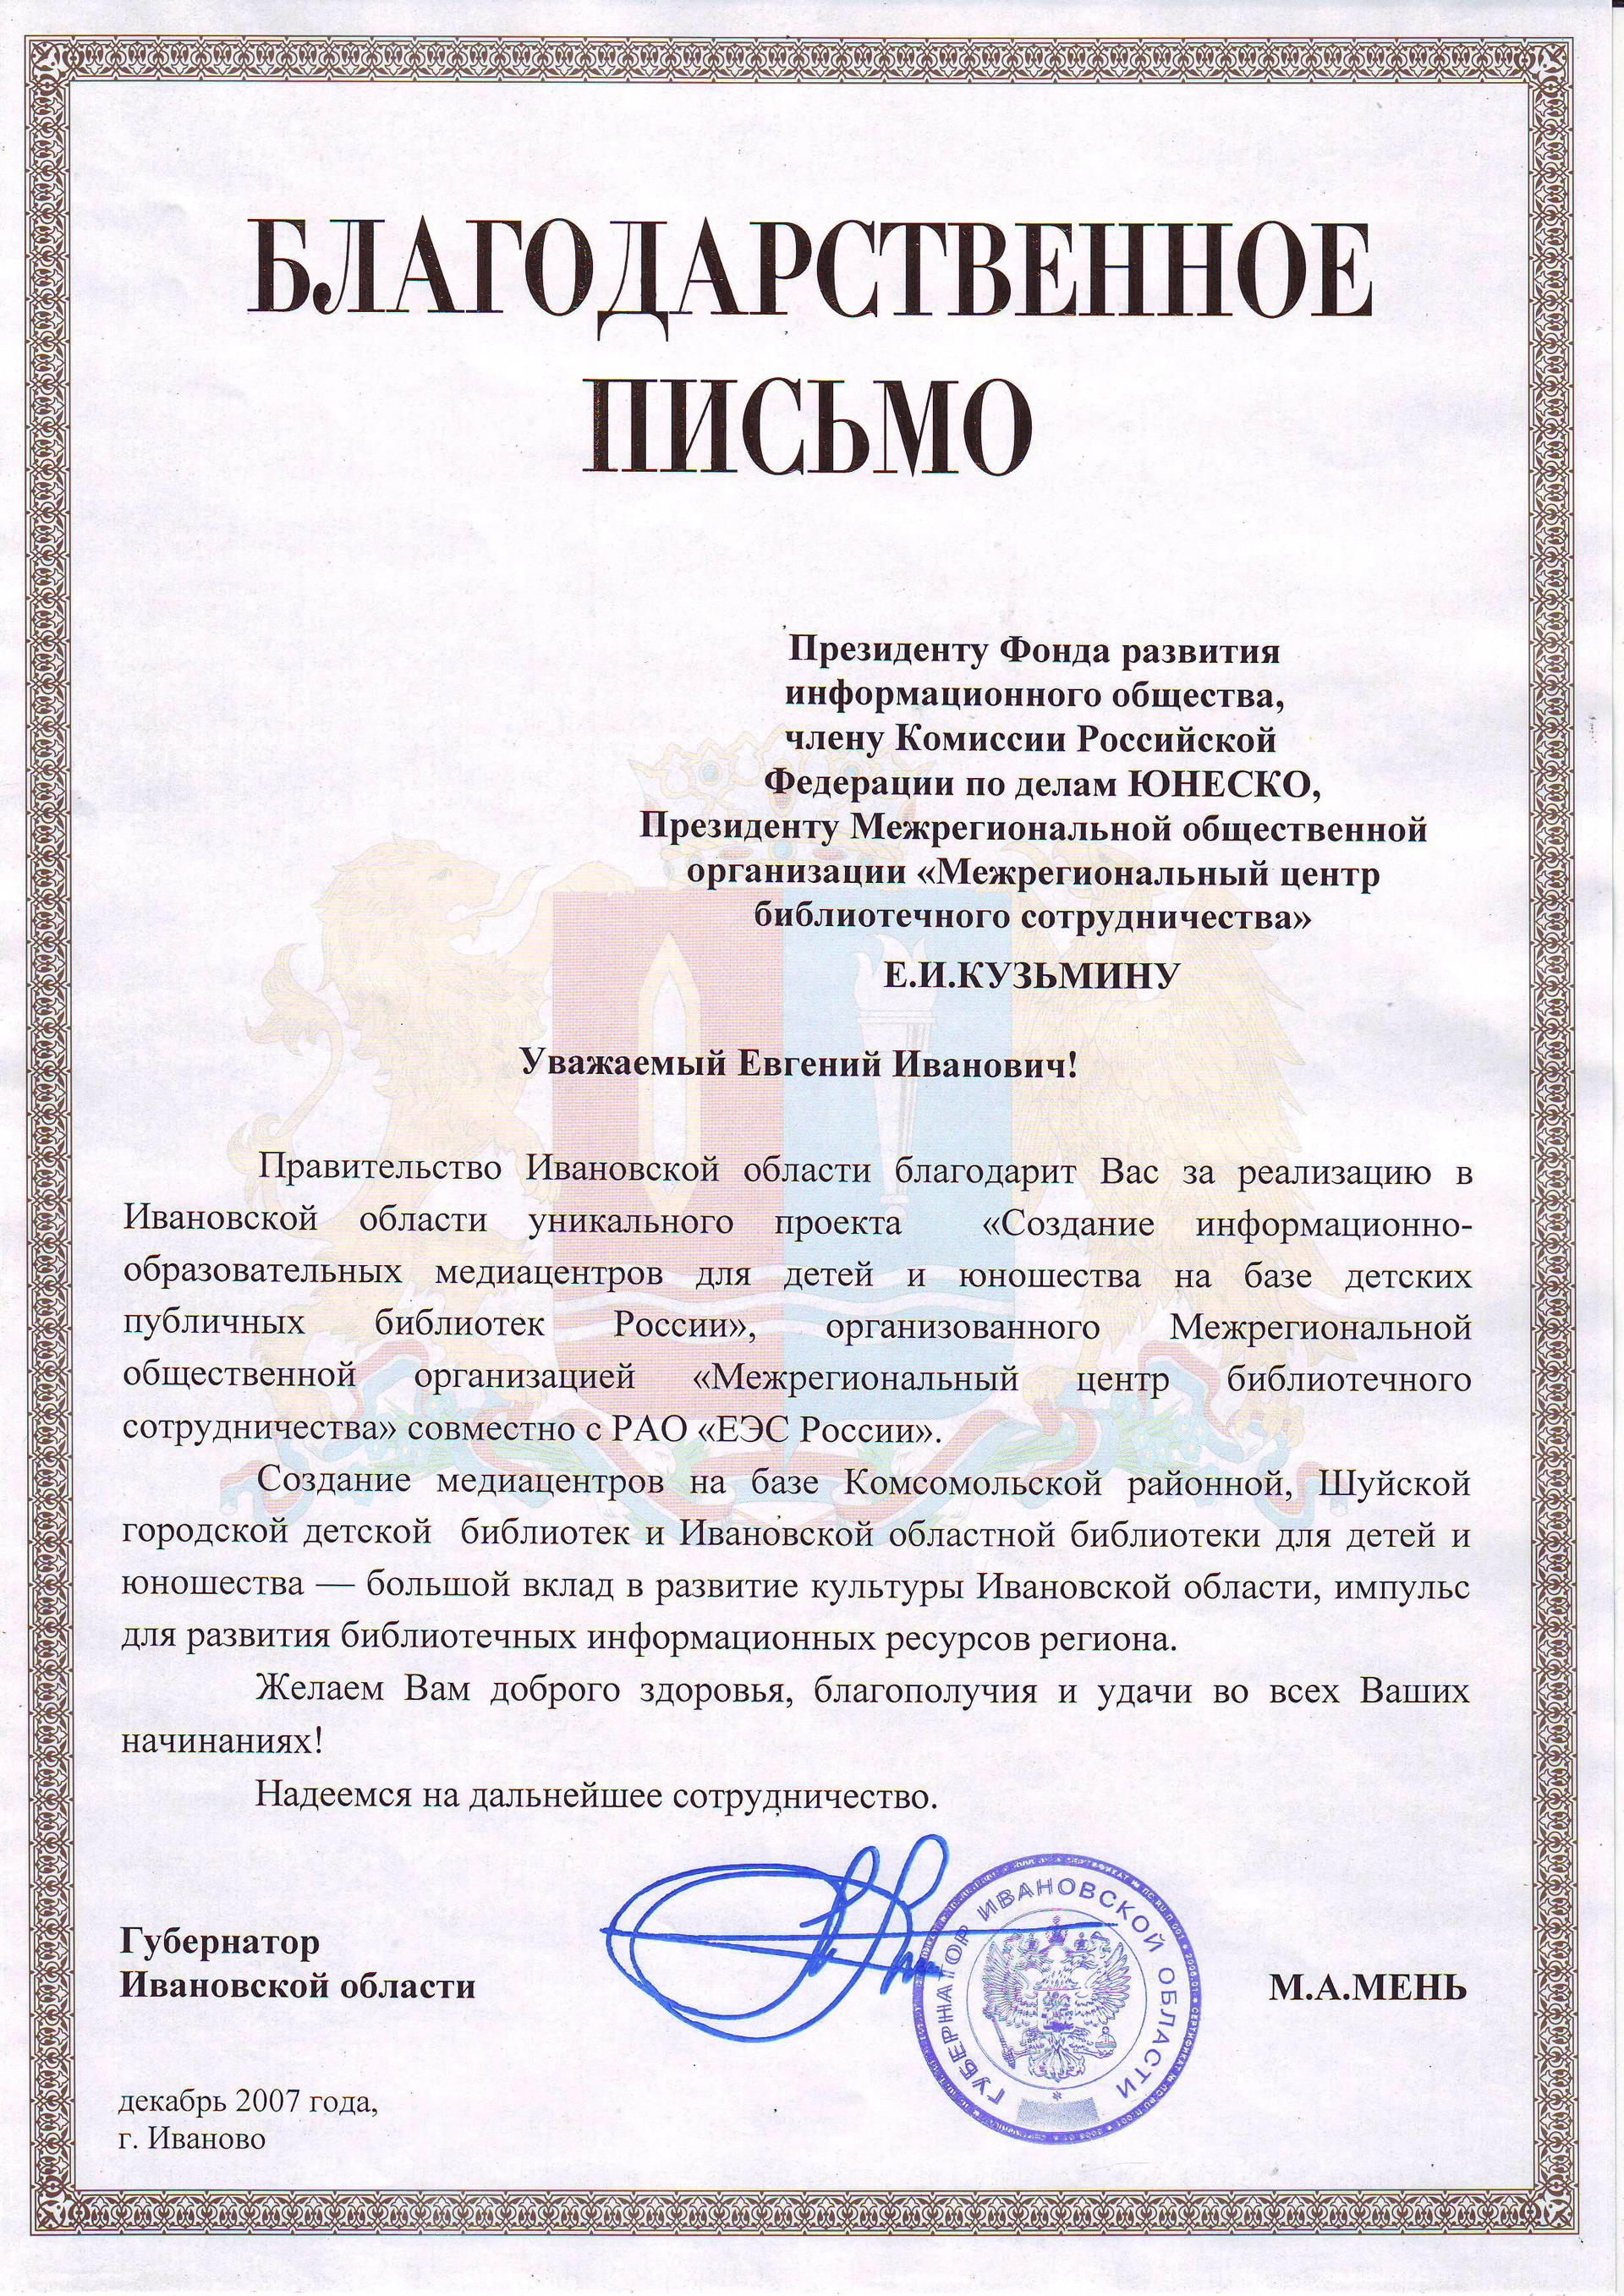 БЛАГОДАРСТВЕННОЕ
ПИСЬМО
Президенту Фонда развития
информационного общества,
члену Комиссии Российской
Федерации по делам ЮНЕСКО,
Президенту Межрегиональной общественной
организации «Межрегиональный центр
библиотечного сотрудничества»
Е.И.КУЗЬМИНУ
Уважаемый Евгений Иванович!
Правительство Ивановской области благодарит Вас за реализацию в
Ивановской области уникального проекта «Создание информационно-
образовательных медиацентров для детей и юношества на базе детских
публичных библиотек России», организованного Межрегиональной
общественной организацией «Межрегиональный центр библиотечного
сотрудничества» совместно с РАО «ЕЭС России».
Создание медиацентров на базе Комсомольской районной, Шуйской
городской детской библиотек и Ивановской областной библиотеки для детей и
юношества — большой вклад в развитие культуры Ивановской области, импульс
для развития библиотечных информационных ресурсов региона.
Желаем Вам доброго здоровья, благополучия и удачи во всех Ваших
начинаниях!
Надеемся на дальнейшее сотрудничество.
Губернатор
Ивановской области
М.А.МЕНЬ
ГУБЕРНАТОР ИВАНОВСКОЙ ОБЛАСТИ
декабрь 2007 года,
г. Иваново